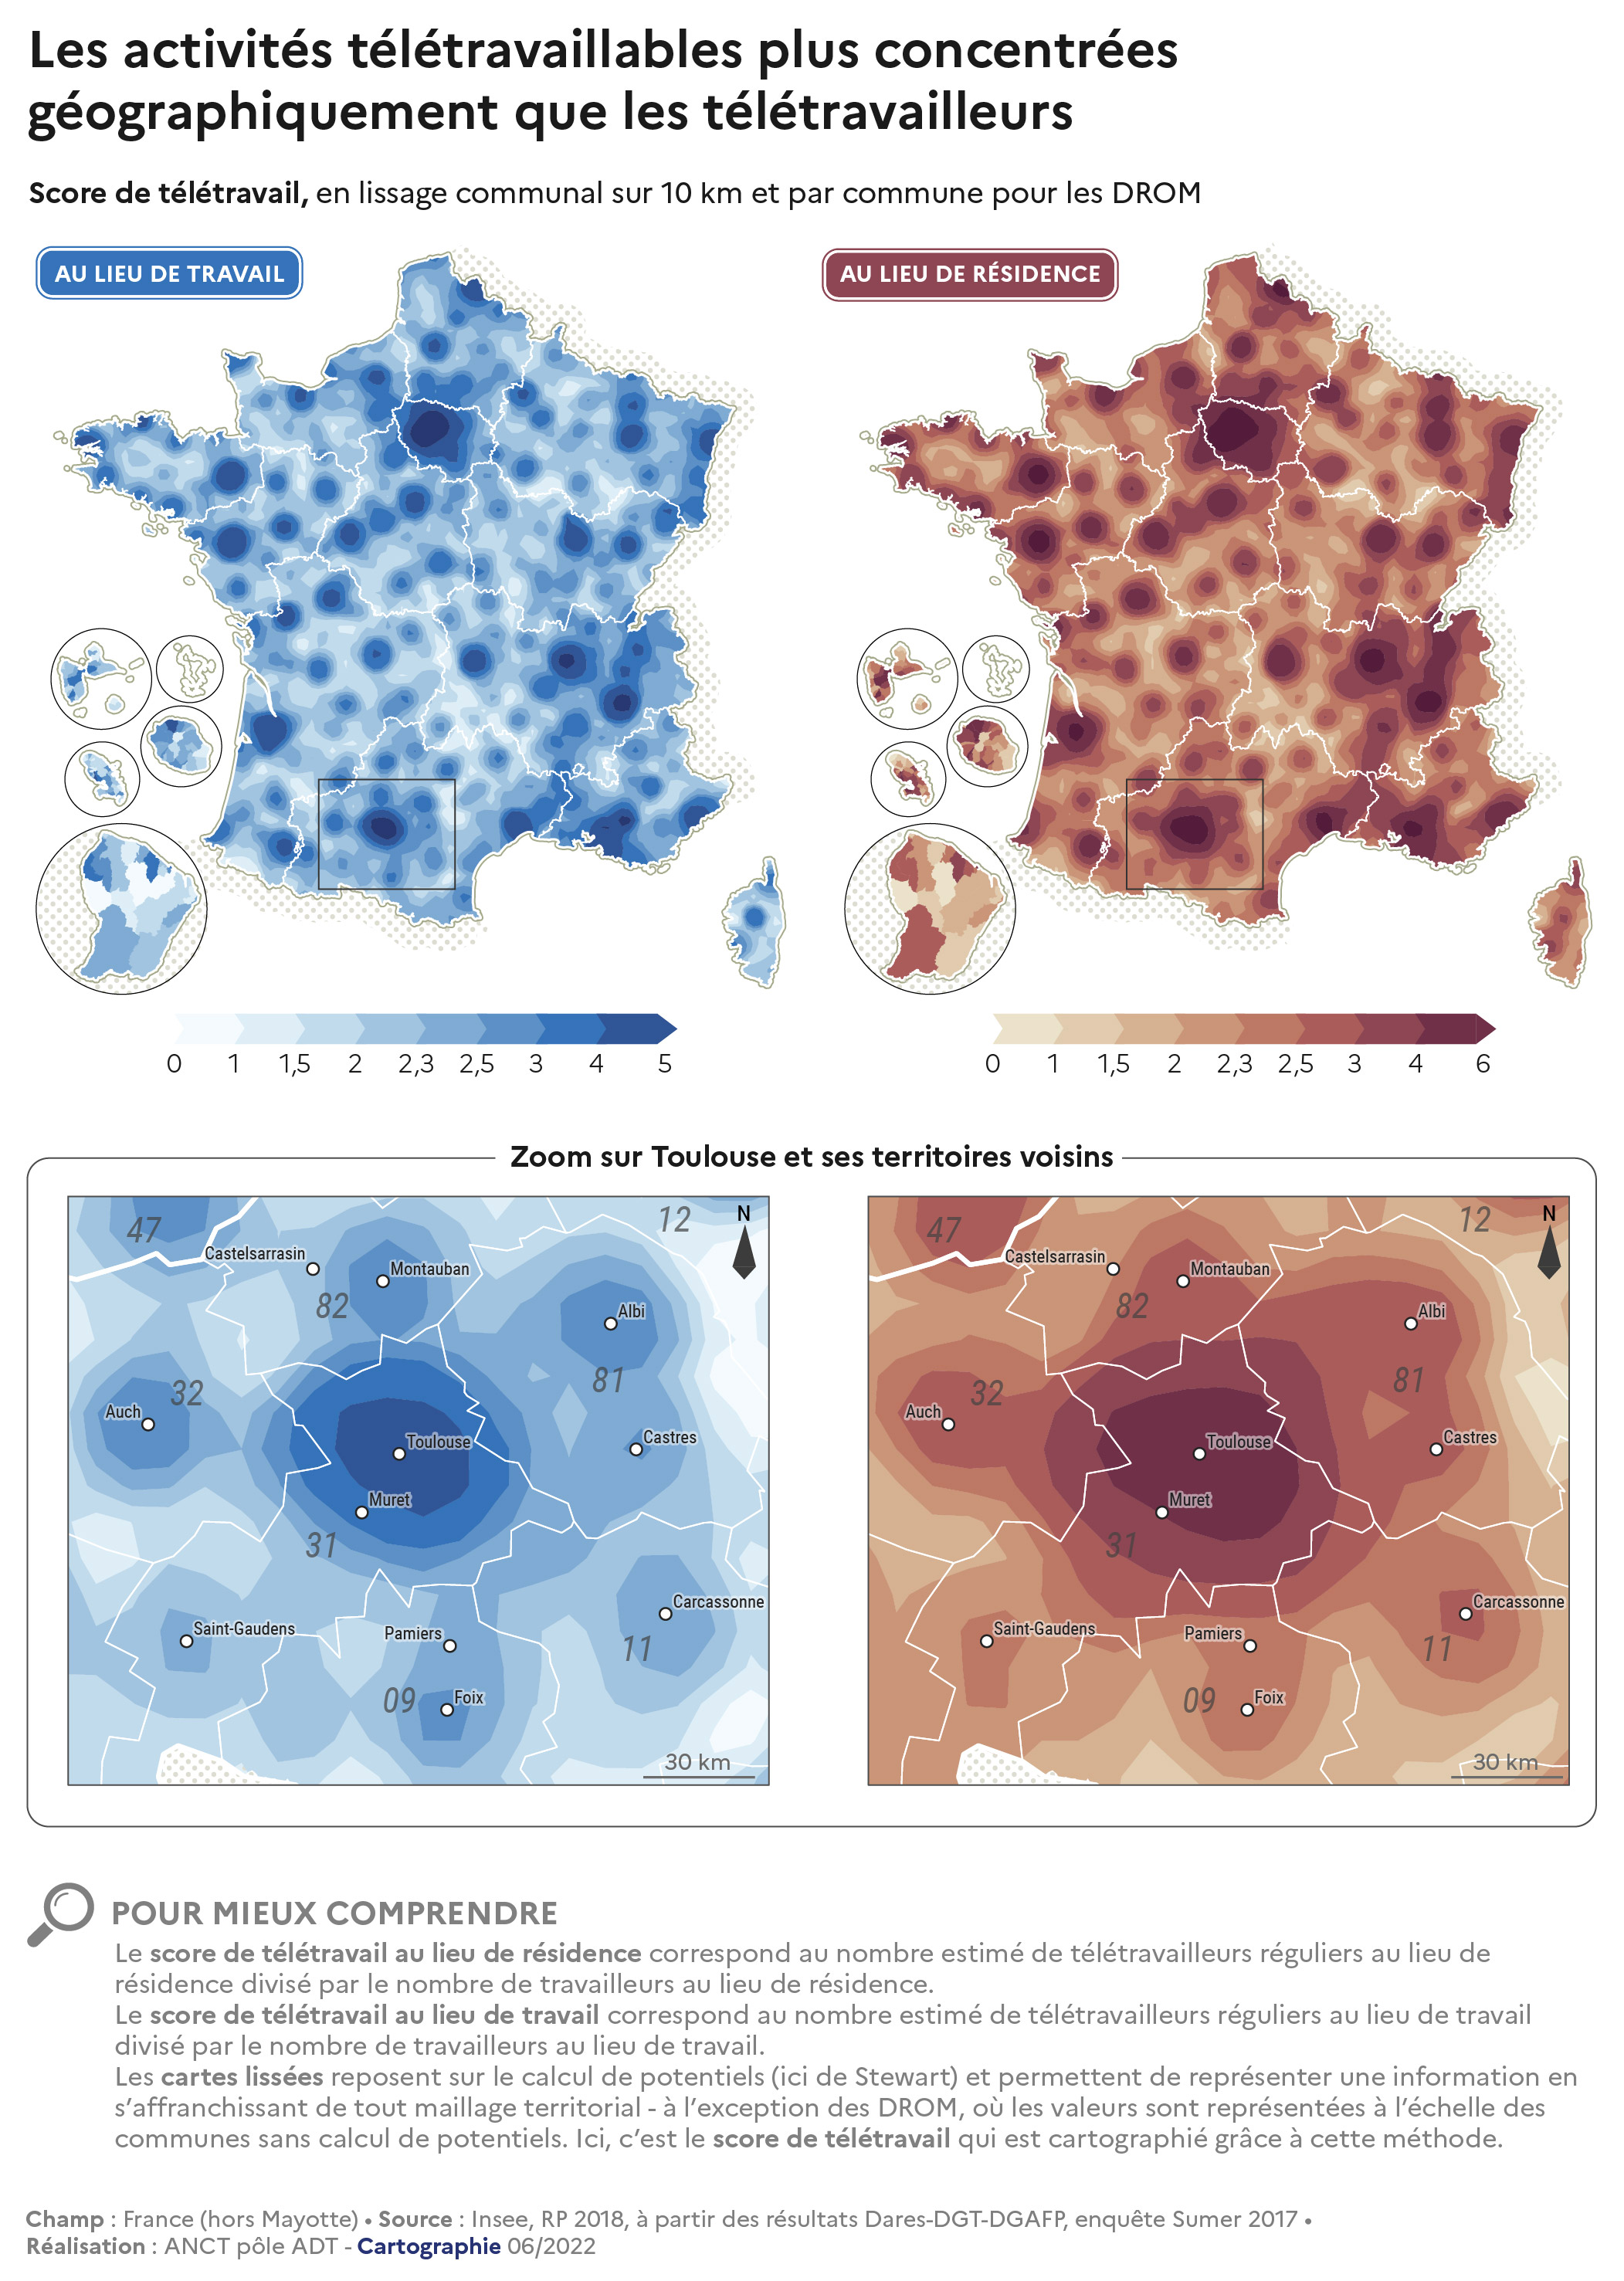 Les activités télétravaillables plus concentrées
géographiquement que les télétravailleurs
Score de télétravail, en lissage communal sur 10 km et par commune pour les DROM
AU LIEU DE TRAVAIL
AU LIEU DE RÉSIDENCE
0 1 1,5 2 2,3 2,5 3 4 5
0 1 1,5 2 2,3 2,5 3 4 6
Zoom sur Toulouse et ses territoires voisins
47
12
N
Castelsarrasin
Montauban
82
Albi
81
32
Auch
Toulouse
Castres
Muret
31
Carcassonne
Saint-Gaudens
Pamiers
11
09
Foix
30 km
47
12
N
Castelsarrasin
Montauban
82
Albi
81
32
Auch
Toulouse
Castres
Muret
31
Carcassonne
Saint-Gaudens
Pamiers
11
09
Foix
30 km
POUR MIEUX COMPRENDRE
Le score de télétravail au lieu de résidence correspond au nombre estimé de télétravailleurs réguliers au lieu de
résidence divisé par le nombre de travailleurs au lieu de résidence.
Le score de télétravail au lieu de travail correspond au nombre estimé de télétravailleurs réguliers au lieu de travail
divisé par le nombre de travailleurs au lieu de travail.
Les cartes lissées reposent sur le calcul de potentiels (ici de Stewart) et permettent de représenter une information en
s’affranchissant de tout maillage territorial - à l’exception des DROM, où les valeurs sont représentées à l’échelle des
communes sans calcul de potentiels. Ici, c’est le score de télétravail qui est cartographié grâce à cette méthode.
Champ : France (hors Mayotte) • Source : Insee, RP 2018, à partir des résultats Dares-DGT-DGAFP, enquête Sumer 2017 •
Réalisation : ANCT pôle ADT - Cartographie 06/2022